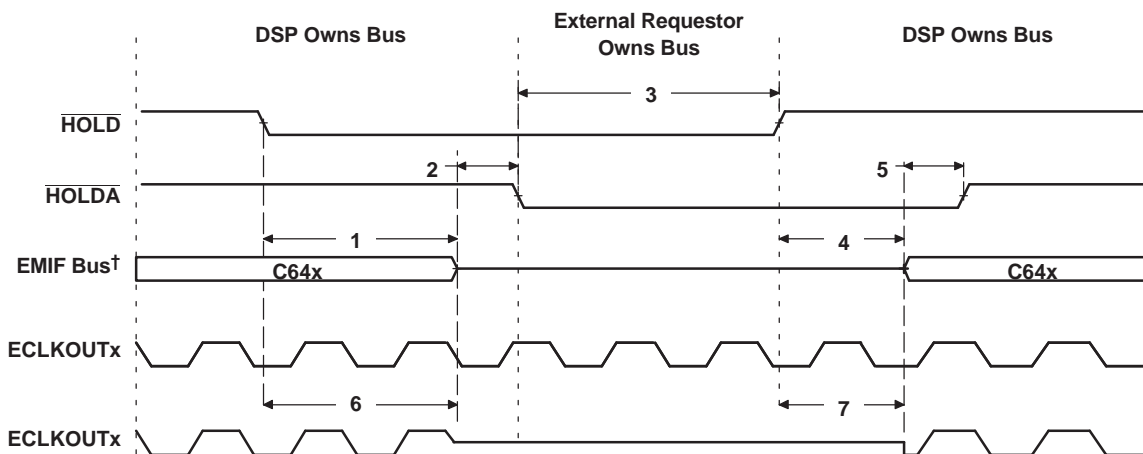 DSP Owns Bus
External Requestor
Owns Bus
DSP Owns Bus
3
HOLD
2
5
HOLDA
1
4
EMIF Bus†
C64x
C64x
ECLKOUTx
6
7
ECLKOUTx